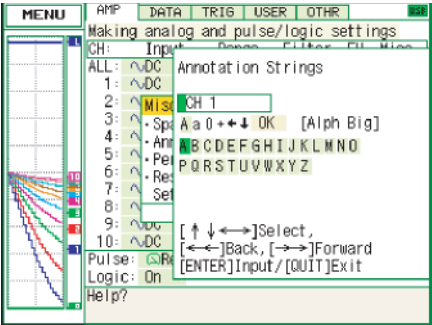 MENU AMP DATA TRIG USER OTHR USB
Making analog and pulse/logic settings
CH: Input Range Filter EU Misc
ALL: DC Annotation Strings
1: DC
2: Misc CH 1
3: ・Spa A a 0 + ← ↓ OK [Alph Big]
4: ・Ann A B C D E F G H I J K L M N O
5: ・Per P Q R S T U V W X Y Z
6: ・Res
7: Set
8:
9: DC [↑ ↓ ←→]Select,
10: DC [←←]Back, [→→]Forward
Pulse: Re [ENTER]Input/[QUIT]Exit
Logic: On
Help?
L
10